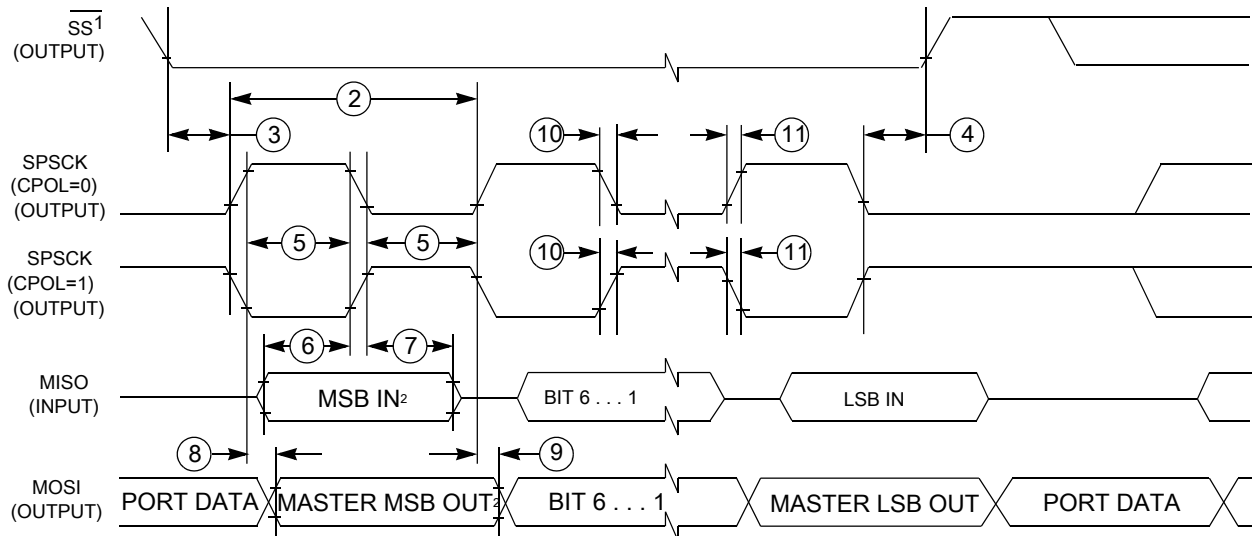 SS1
(OUTPUT)
2
3
10
11
4
SPSCK
(CPOL=0)
(OUTPUT)
5
5
SPSCK
(CPOL=1)
(OUTPUT)
10
11
6
7
MISO
(INPUT)
MSB IN2
BIT 6 . . . 1
LSB IN
8
9
MOSI
(OUTPUT)
PORT DATA
MASTER MSB OUT2
BIT 6 . . . 1
MASTER LSB OUT
PORT DATA